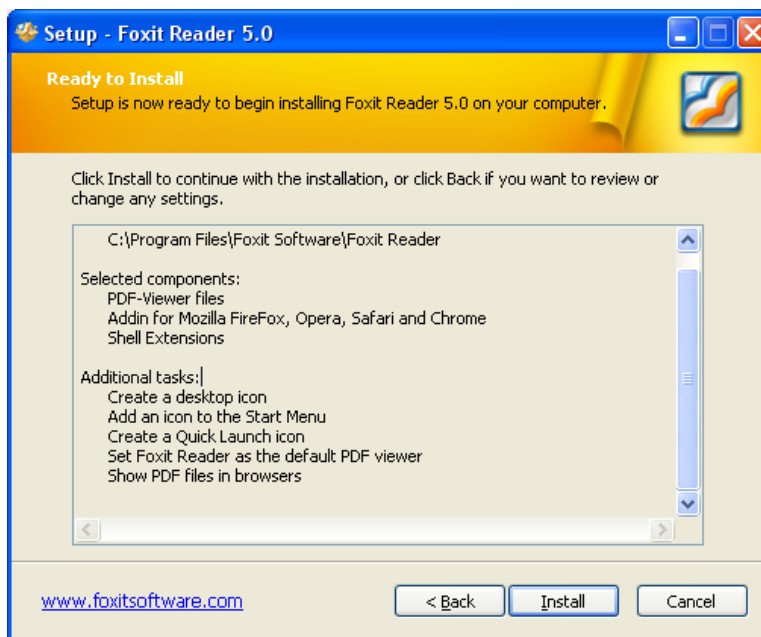 Setup - Foxit Reader 5.0
Ready to Install
Setup is now ready to begin installing Foxit Reader 5.0 on your computer.
Click Install to continue with the installation, or click Back if you want to review or
change any settings.
C:\Program Files\Foxit Software\Foxit Reader
Selected components:
PDF-Viewer files
Addin for Mozilla FireFox, Opera, Safari and Chrome
Shell Extensions
Additional tasks:
Create a desktop icon
Add an icon to the Start Menu
Create a Quick Launch icon
Set Foxit Reader as the default PDF viewer
Show PDF files in browsers
www.foxitsoftware.com
< Back
Install
Cancel